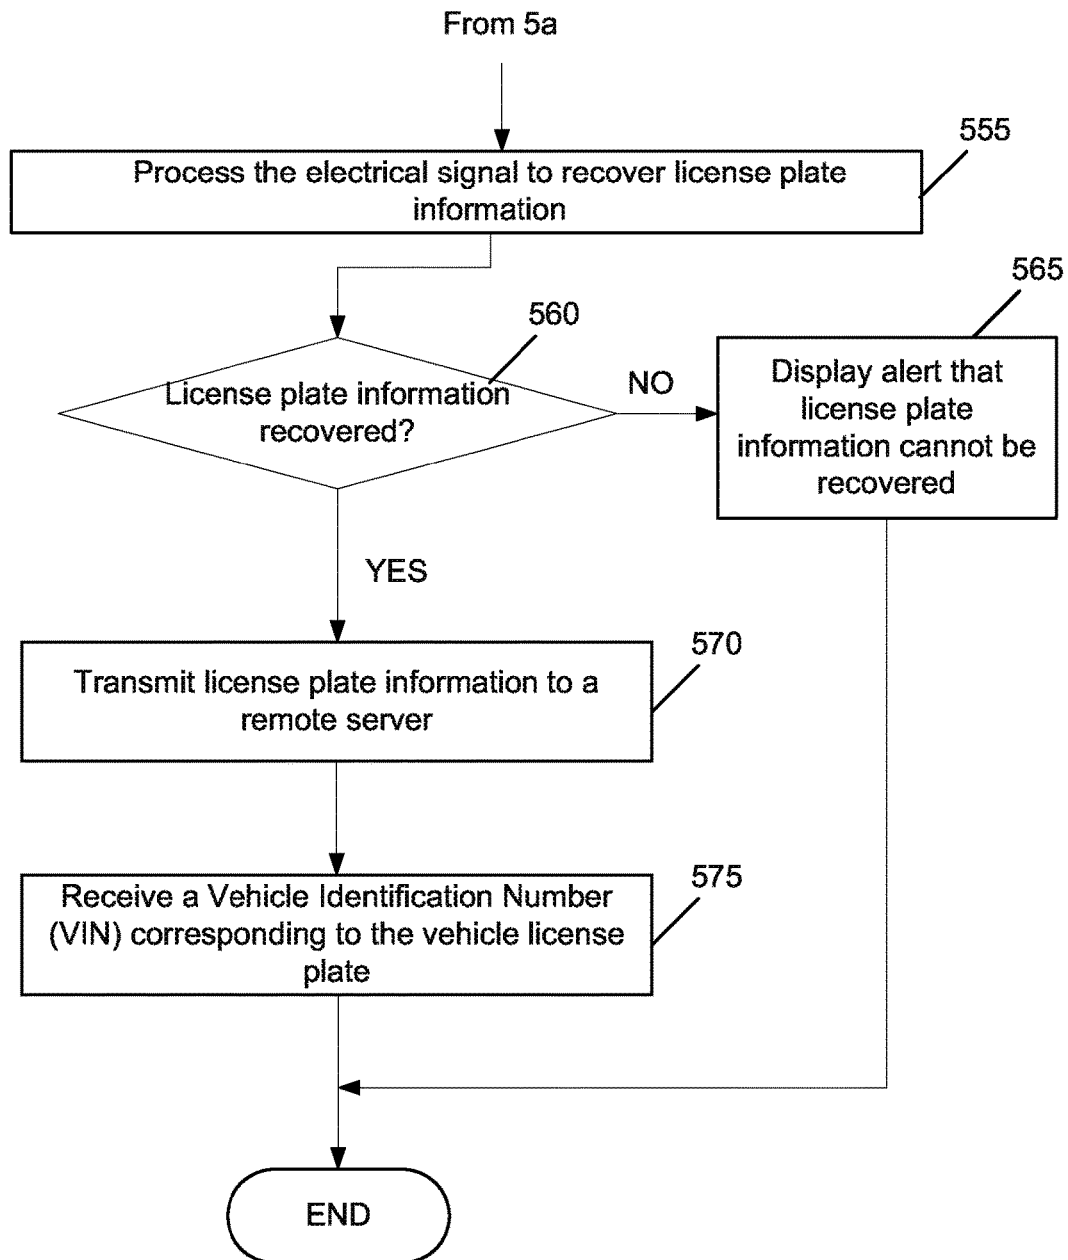 From 5a
555
Process the electrical signal to recover license plate
information
565
560
License plate information
recovered?
NO
Display alert that
license plate
information cannot be
recovered
YES
570
Transmit license plate information to a
remote server
575
Receive a Vehicle Identification Number
(VIN) corresponding to the vehicle license
plate
END